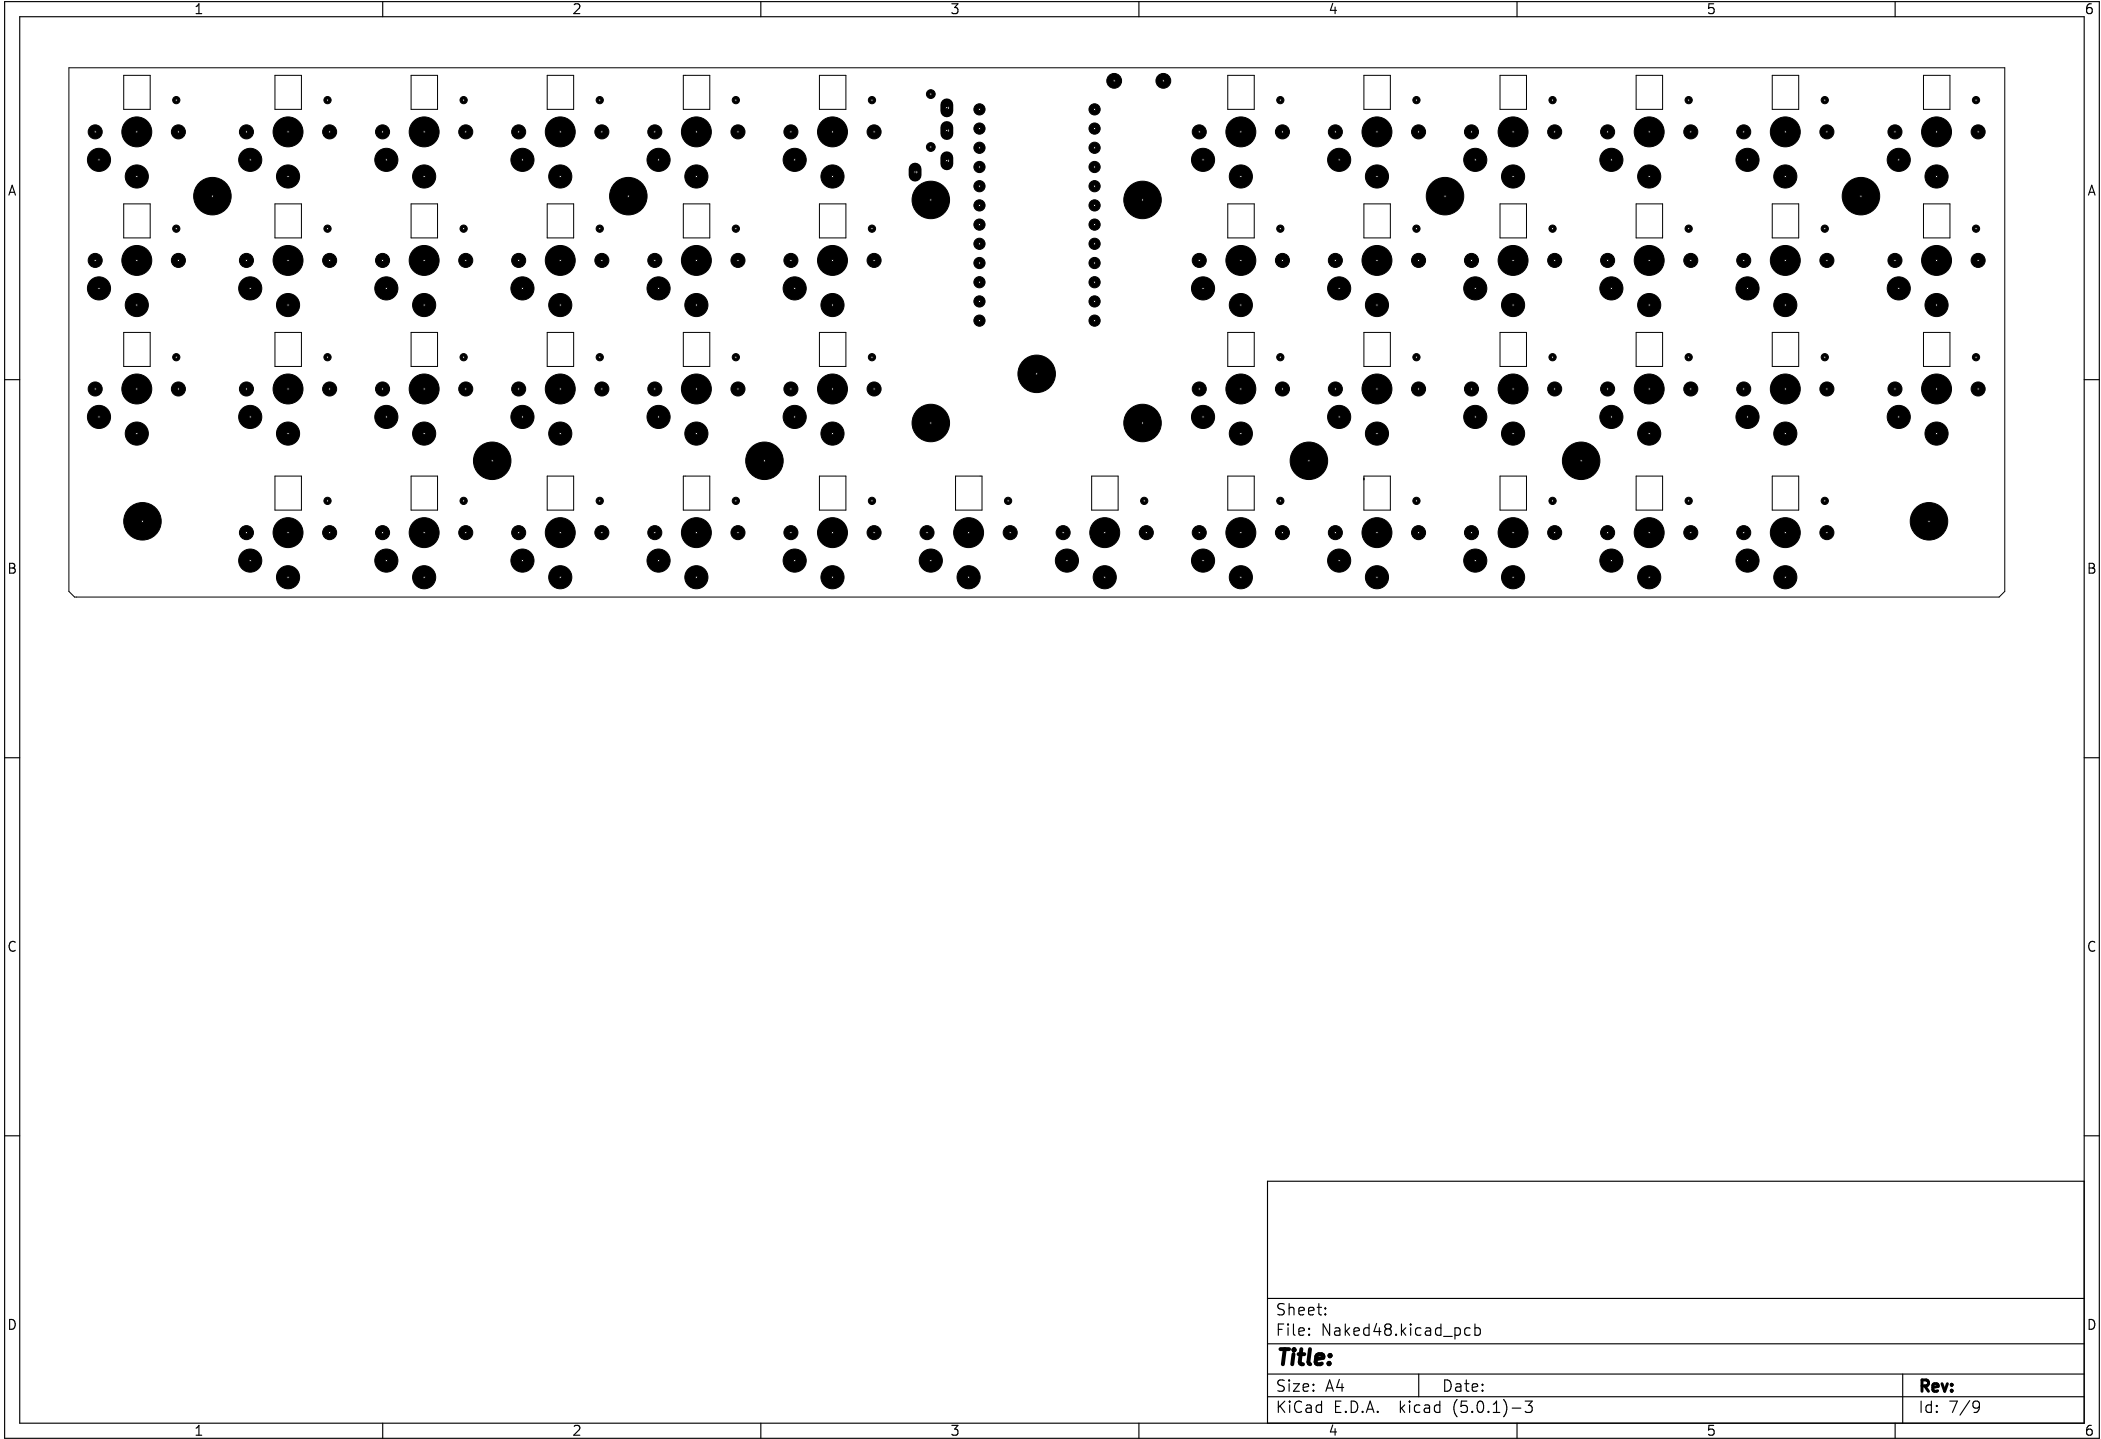 1 2 3 4 5 6
A A
B B
C C
D D
Sheet:
File: Naked48.kicad_pcb
Title:
Size: A4 Date: Rev:
KiCad E.D.A. kicad (5.0.1)-3 Id: 7/9
1 2 3 4 5 6